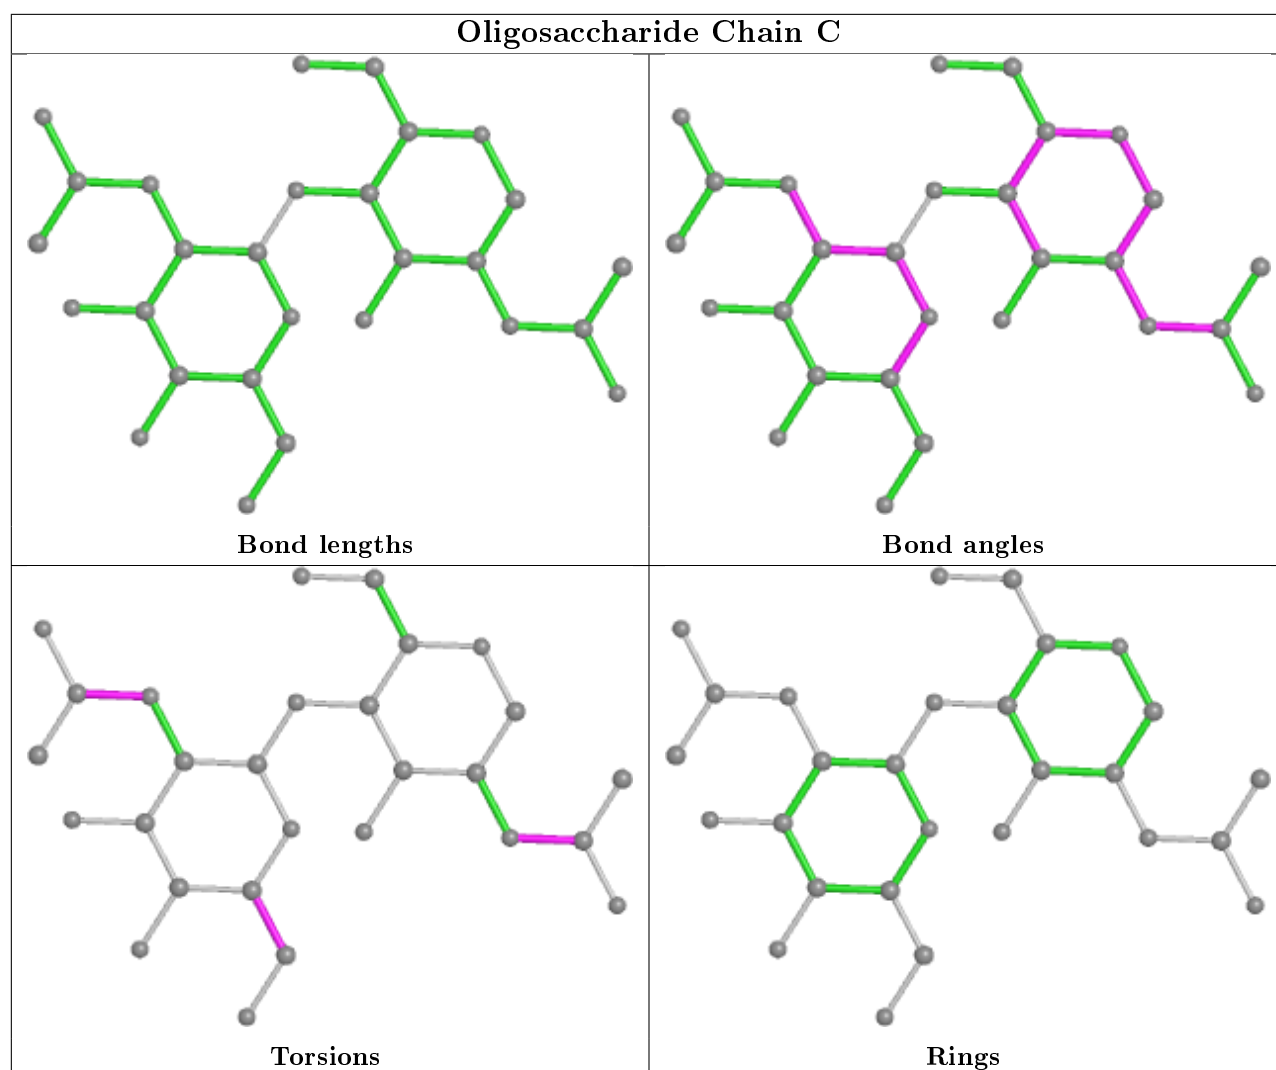 Oligosaccharide Chain C
Bond lengths
Bond angles
Torsions
Rings